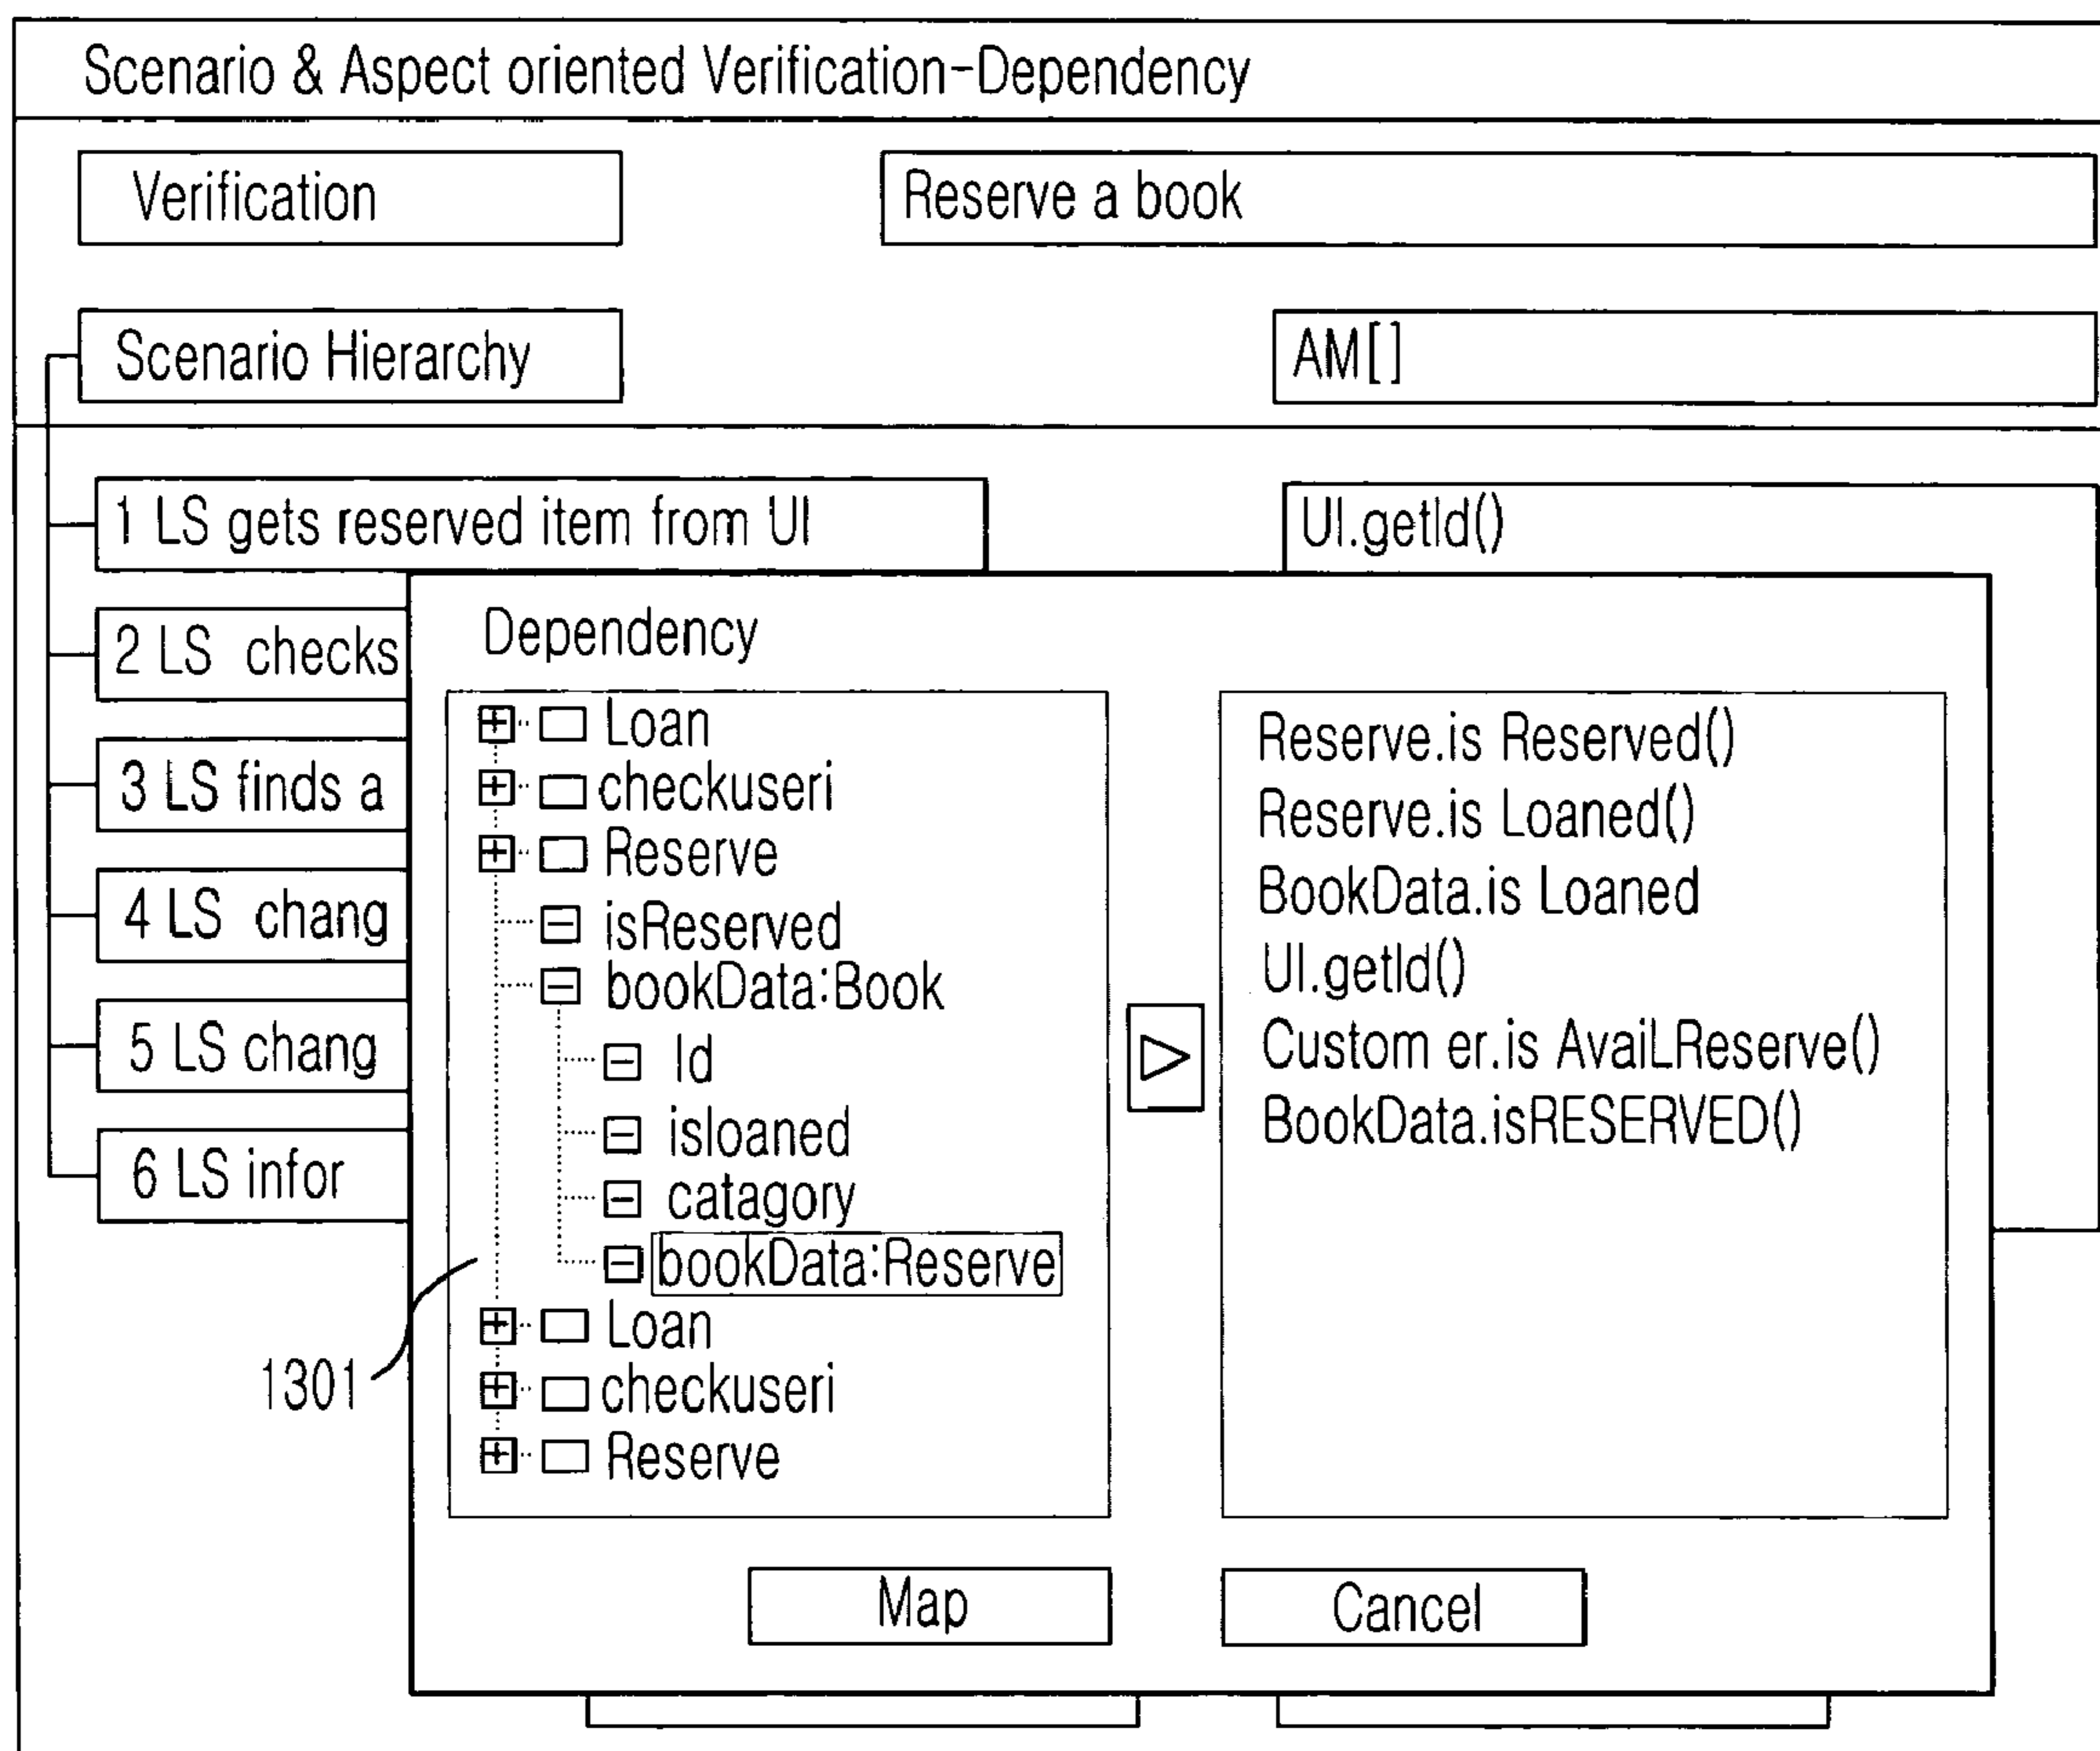 Scenario & Aspect oriented Verification-Dependency
Verification
Reserve a book
Scenario Hierarchy
AM[]
1 LS gets reserved item from UI
UI.getId()
2 LS checks
3 LS finds a
4 LS chang
5 LS chang
6 LS infor
Dependency
Loan
checkuseri
Reserve
isReserved
bookData:Book
Id
isloaned
catagory
bookData:Reserve
Loan
checkuseri
Reserve
1301
Reserve.is Reserved()
Reserve.is Loaned()
BookData.is Loaned
UI.getId()
Custom er.is AvaiLReserve()
BookData.isRESERVED()
Map
Cancel